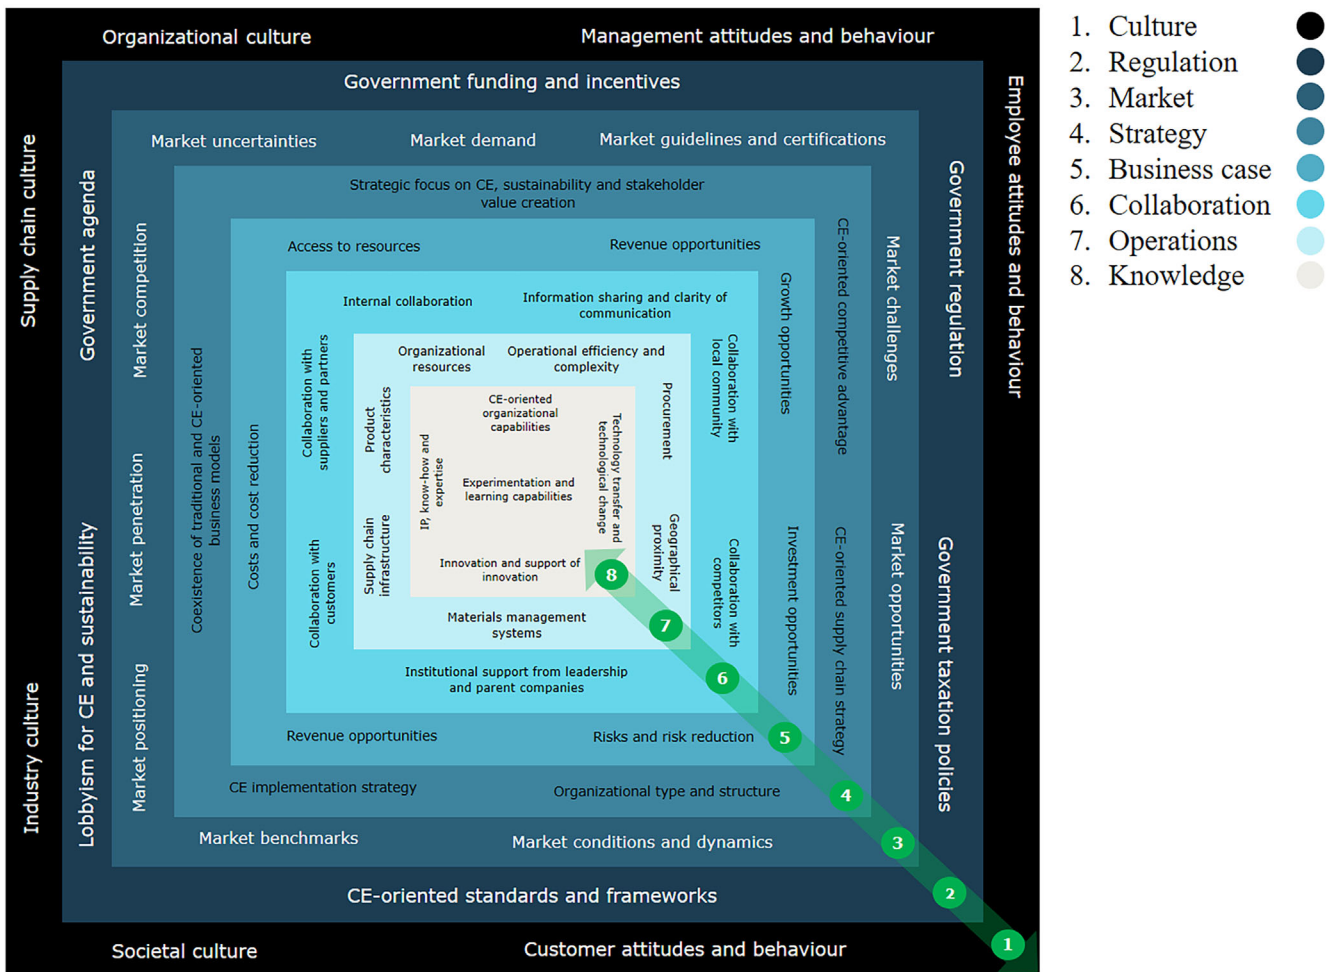 Organizational culture
Management attitudes and behaviour
Supply chain culture
Industry culture
Employee attitudes and behaviour
Societal culture
Customer attitudes and behaviour
Government funding and incentives
Government agenda
Lobbyism for CE and sustainability
Government regulation
Government taxation policies
CE-oriented standards and frameworks
Market uncertainties
Market demand
Market guidelines and certifications
Market competition
Market penetration
Market positioning
Market challenges
Market opportunities
Market benchmarks
Market conditions and dynamics
Strategic focus on CE, sustainability and stakeholder
value creation
Coexistence of traditional and CE-oriented
business models
CE-oriented competitive advantage
CE-oriented supply chain strategy
CE implementation strategy
Organizational type and structure
Access to resources
Revenue opportunities
Costs and cost reduction
Growth opportunities
Investment opportunities
Revenue opportunities
Risks and risk reduction
Internal collaboration
Information sharing and clarity of
communication
Collaboration with
suppliers and partners
Collaboration with
customers
Collaboration with
local community
Collaboration with
competitors
Institutional support from leadership
and parent companies
Organizational
resources
Operational efficiency and
complexity
Product
characteristics
Supply chain
infrastructure
Procurement
Geographical
proximity
Materials management
systems
CE-oriented
organizational
capabilities
IP, know-how and
expertise
Technology transfer and
technological change
Experimentation and
learning capabilities
Innovation and support of
innovation
8
7
6
5
4
3
2
1
1. Culture
2. Regulation
3. Market
4. Strategy
5. Business case
6. Collaboration
7. Operations
8. Knowledge